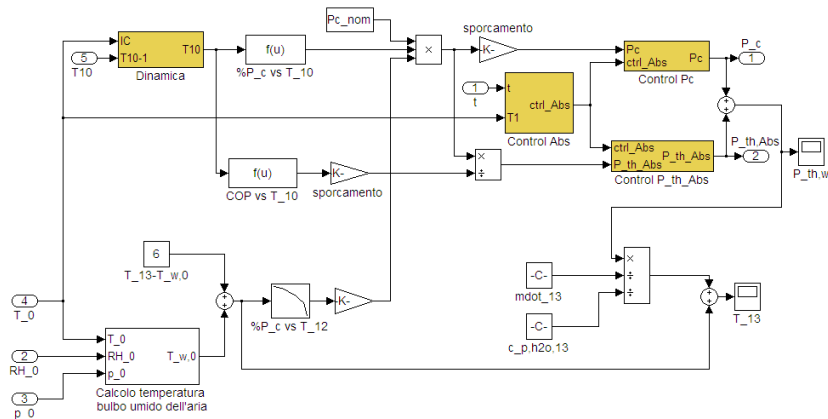 Pc_nom
sporcamento
-K-
P_c
1
IC
T10
T10-1
Dinamica
5
T10
f(u)
%P_c vs T_10
×
Pc
ctrl_Abs
Pc
Control Pc
1
t
t
T1
ctrl_Abs
Control Abs
+
+
ctrl_Abs
P_th_Abs
P_th_Abs
Control P_th_Abs
P_th,Abs
2
P_th,w
f(u)
COP vs T_10
-K-
sporcamento
×
÷
6
T_13-T_w,0
+
+
%P_c vs T_12
-K-
4
T_0
-C-
mdot_13
-C-
c_p,h2o,13
×
÷
÷
+
+
T_13
T_0
RH_0
p_0
T_w,0
Calcolo temperatura
bulbo umido dell'aria
2
RH_0
3
p_0